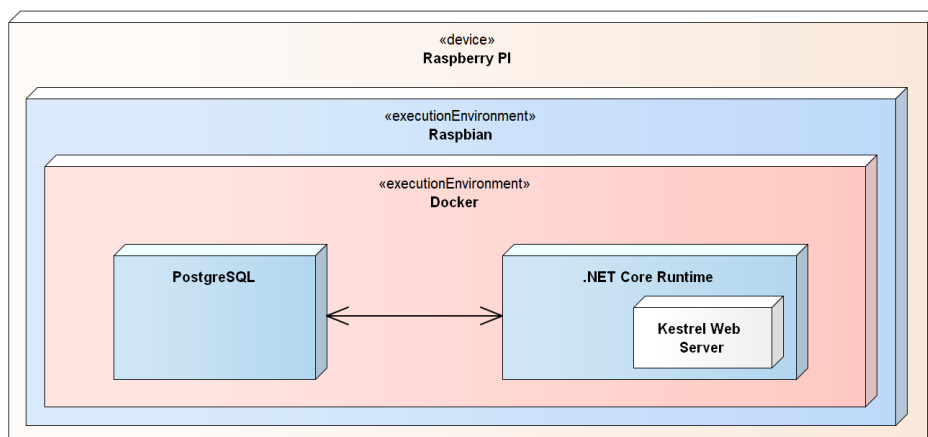 «device»
Raspberry PI
«executionEnvironment»
Raspbian
«executionEnvironment»
Docker
PostgreSQL
.NET Core Runtime
Kestrel Web
Server